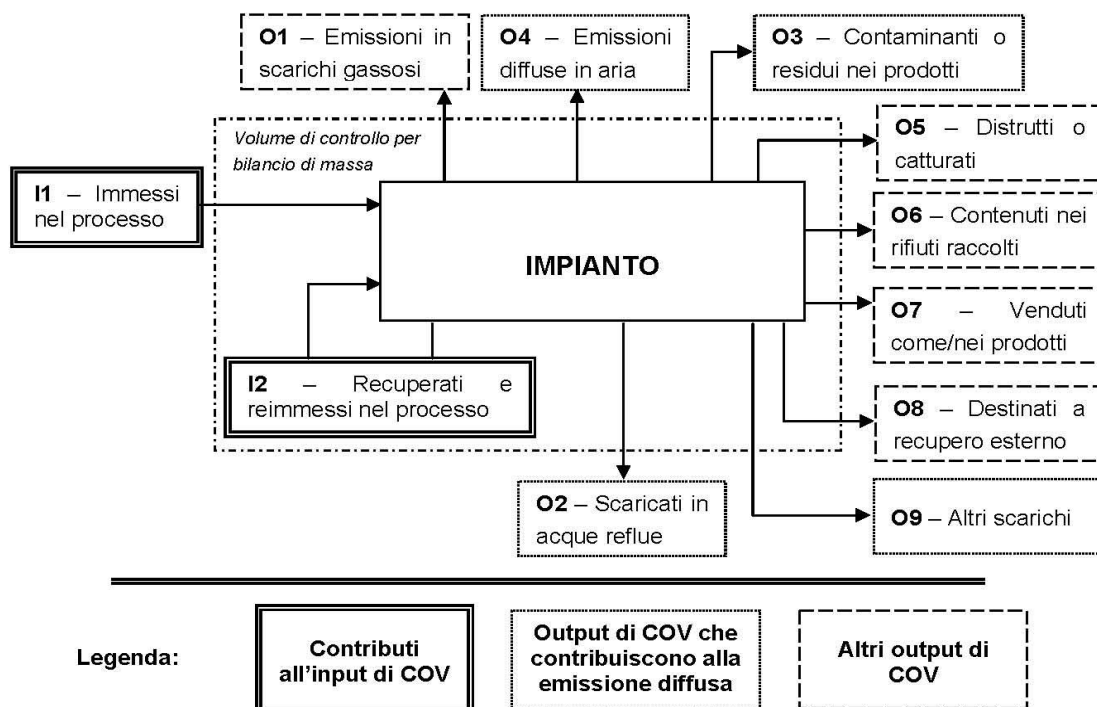 O1 – Emissioni in
scarichi gassosi
O4 – Emissioni
diffuse in aria
O3 – Contaminanti o
residui nei prodotti
Volume di controllo per
bilancio di massa
O5 – Distrutti o
catturati
I1 – Immessi
nel processo
IMPIANTO
O6 – Contenuti nei
rifiuti raccolti
O7 – Venduti
come/nei prodotti
I2 – Recuperati e
reimmessi nel processo
O8 – Destinati a
recupero esterno
O2 – Scaricati in
acque reflue
O9 – Altri scarichi
Legenda:
Contributi
all'input di COV
Output di COV che
contribuiscono alla
emissione diffusa
Altri output di
COV